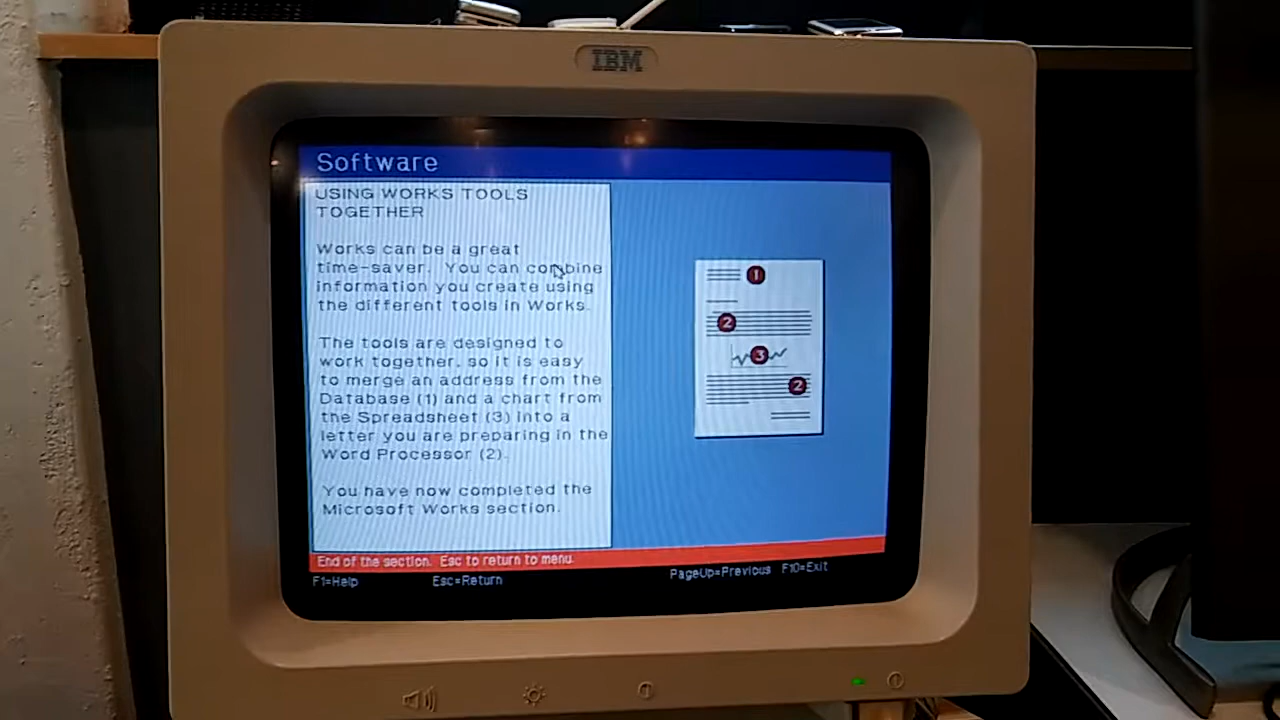 IBM
Software
USING WORKS TOOLS
TOGETHER
Works can be a great
time-saver. You can combine
information you create using
the different tools in Works.
The tools are designed to
work together, so it is easy
to merge an address from the
Database (1) and a chart from
the Spreadsheet (3) into a
letter you are preparing in the
Word Processor (2).
You have now completed the
Microsoft Works section.
1
2
3
2
End of the section. Esc to return to menu.
F1=Help Esc=Return PageUp=Previous F10=Exit